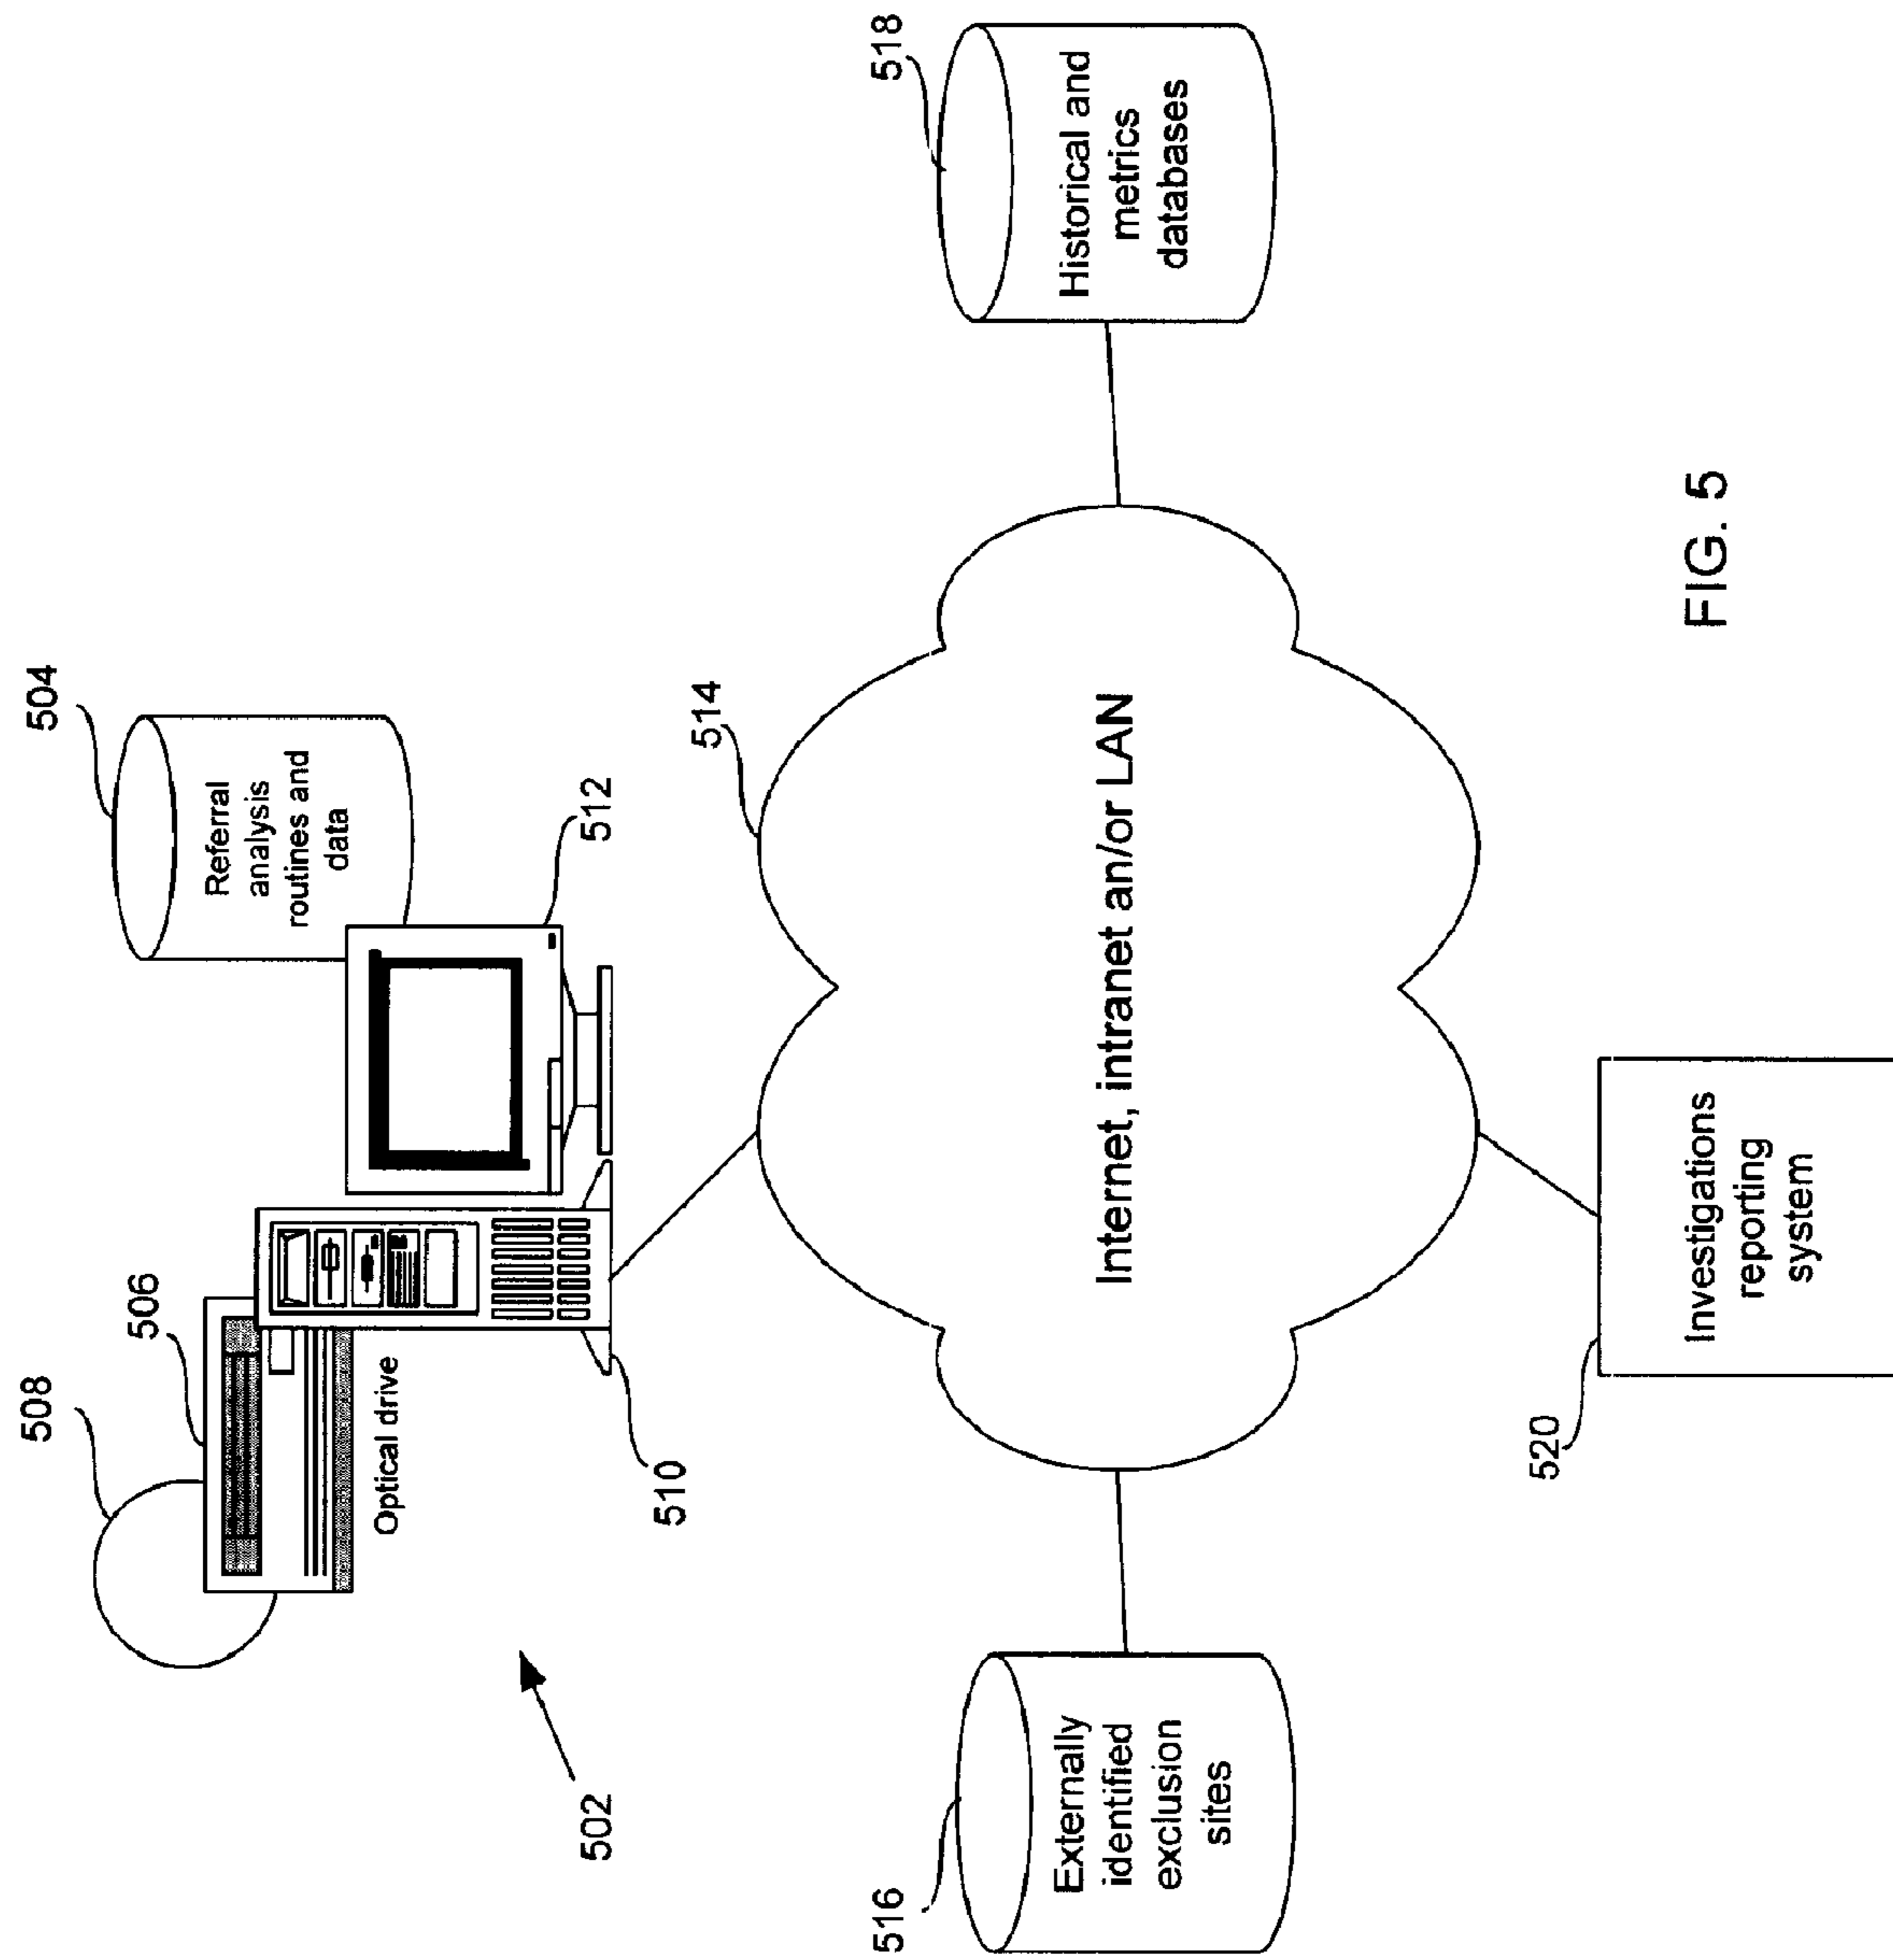 508
506
Optical drive
504
Referral
analysis
routines and
data
512
510
502
514
Internet, intranet an/or LAN
516
Externally
identified
exclusion
sites
518
Historical and
metrics
databases
520
Investigations
reporting
system
FIG. 5